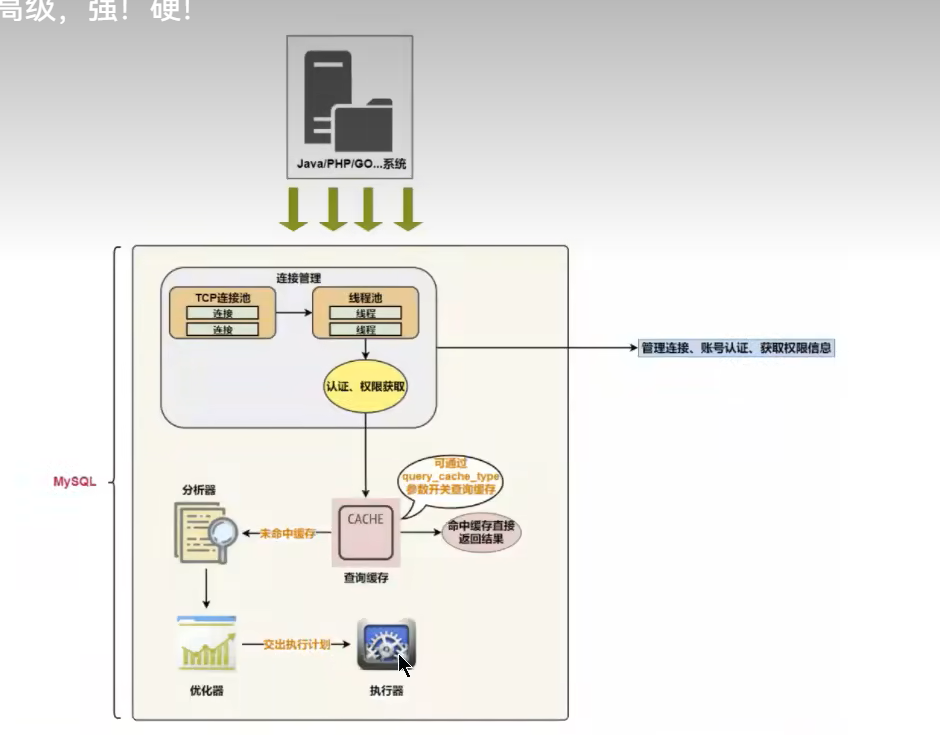 高级，强！硬！
Java/PHP/GO...系统
连接管理
TCP连接池
连接
连接
线程池
线程
线程
认证、权限获取
管理连接、账号认证、获取权限信息
MySQL
可通过
query_cache_type
参数开关查询缓存
分析器
未命中缓存
CACHE
命中缓存直接
返回结果
查询缓存
交出执行计划
优化器
执行器